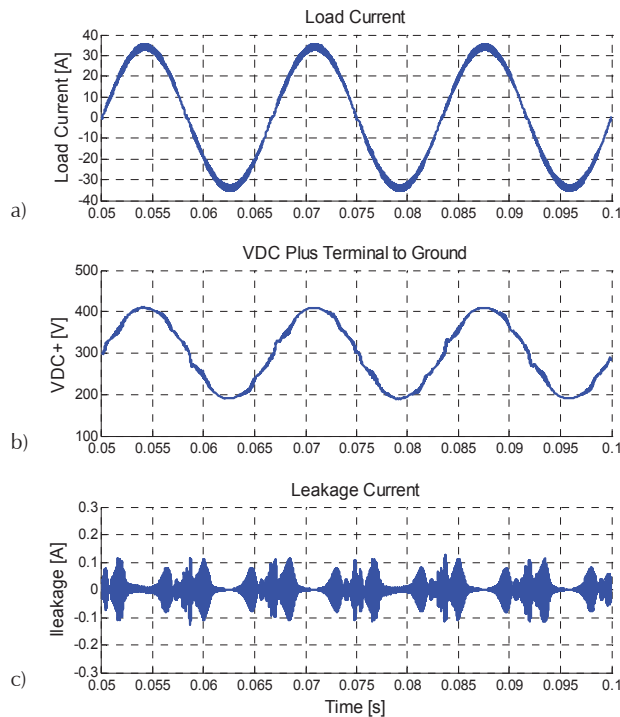 Load Current
40
30
20
10
0
-10
-20
-30
40
Load Current [A]
0.05 0.055 0.06 0.065 0.07 0.075 0.08 0.085 0.09 0.095 0.1
a)
VDC Plus Terminal to Ground
500
400
300
200
100
VDC+ [V]
0.05 0.055 0.06 0.065 0.07 0.075 0.08 0.085 0.09 0.095 0.1
b)
Leakage Current
0.3
0.2
0.1
0
-0.1
-0.2
-0.3
Ileakage [A]
0.05 0.055 0.06 0.065 0.07 0.075 0.08 0.085 0.09 0.095 0.1
Time [s]
c)